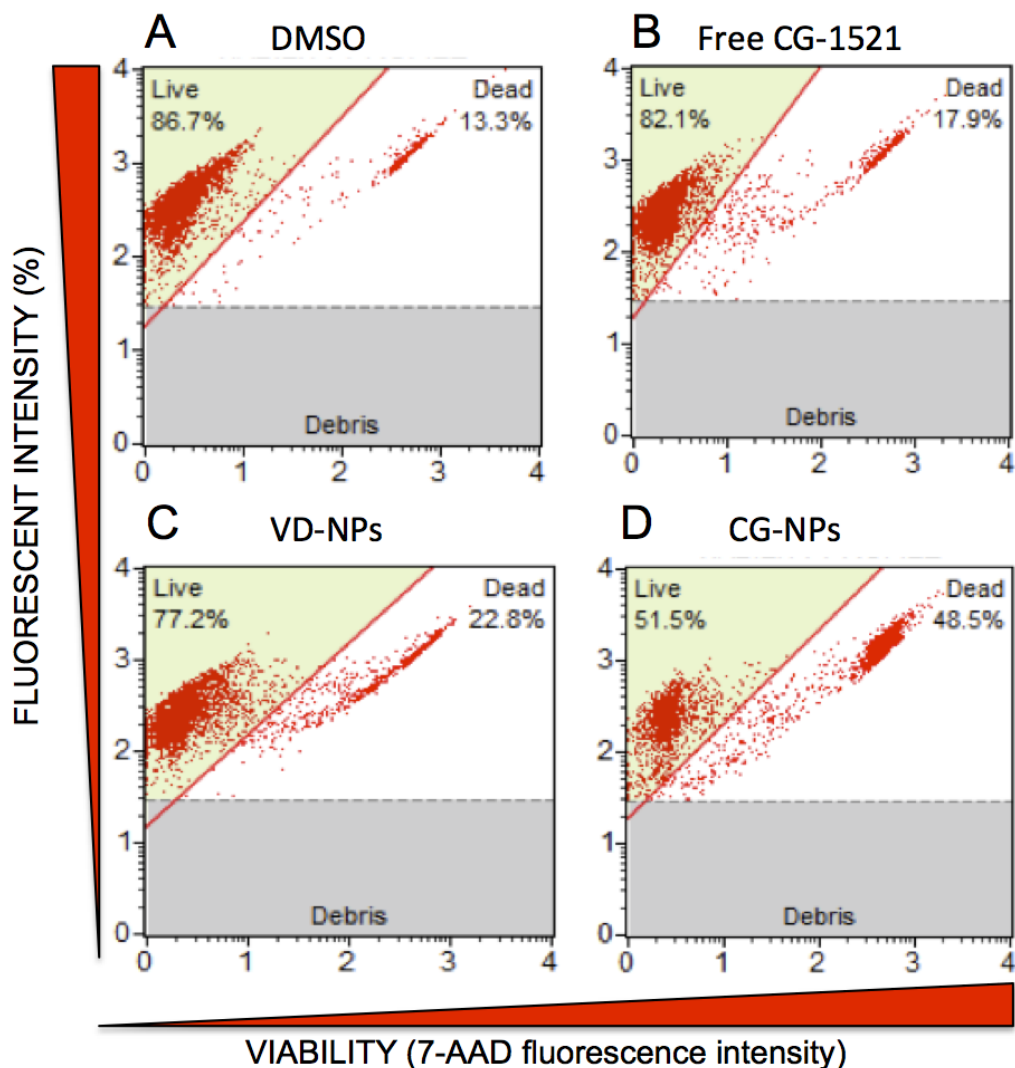 A
DMSO
B
Free CG-1521
4
Live
86.7%
Dead
13.3%
3
2
1
Debris
0
0
1
2
3
4
4
Live
82.1%
Dead
17.9%
3
2
1
Debris
0
0
1
2
3
4
FLUORESCENT INTENSITY (%)
C
VD-NPs
D
CG-NPs
4
Live
77.2%
Dead
22.8%
3
2
1
Debris
0
0
1
2
3
4
4
Live
51.5%
Dead
48.5%
3
2
1
Debris
0
0
1
2
3
4
VIABILITY (7-AAD fluorescence intensity)